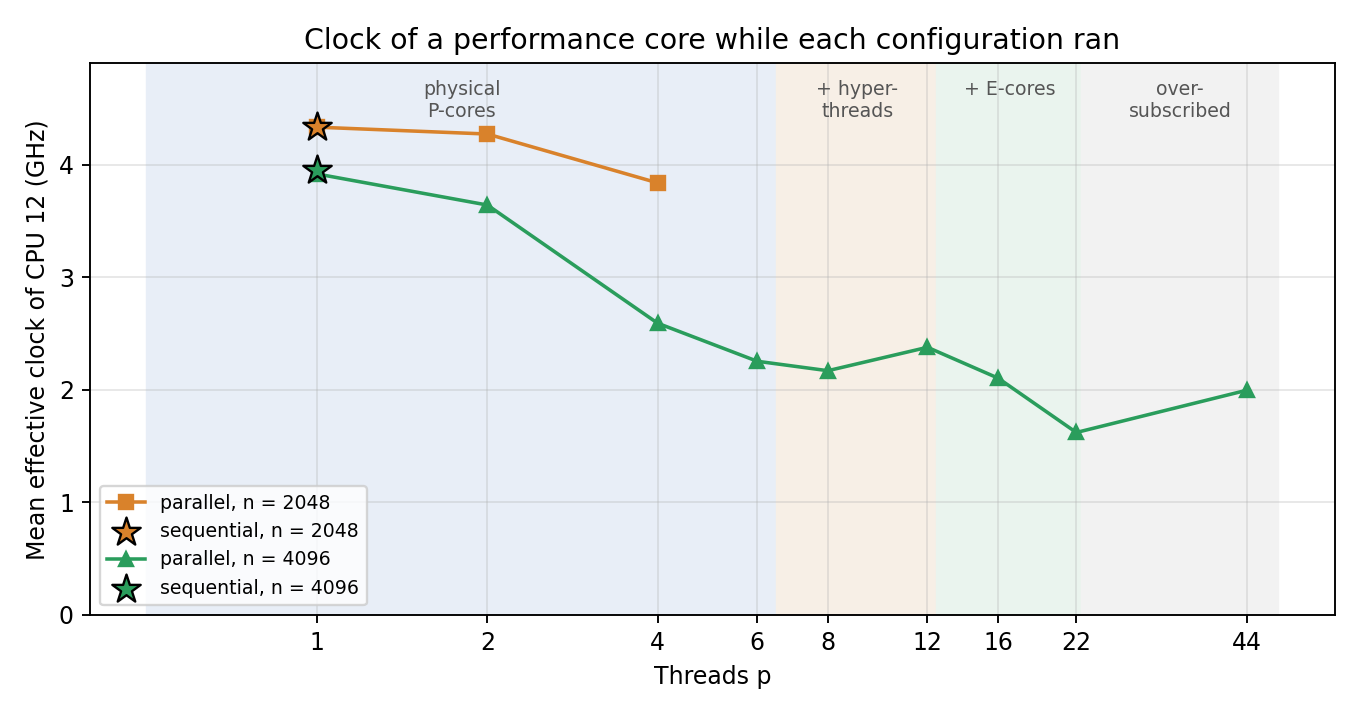 Clock of a performance core while each configuration ran
physical
P-cores
+ hyper-
threads
+ E-cores
over-
subscribed
Mean effective clock of CPU 12 (GHz)
4
3
2
1
0
parallel, n = 2048
sequential, n = 2048
parallel, n = 4096
sequential, n = 4096
1 2 4 6 8 12 16 22 44
Threads p